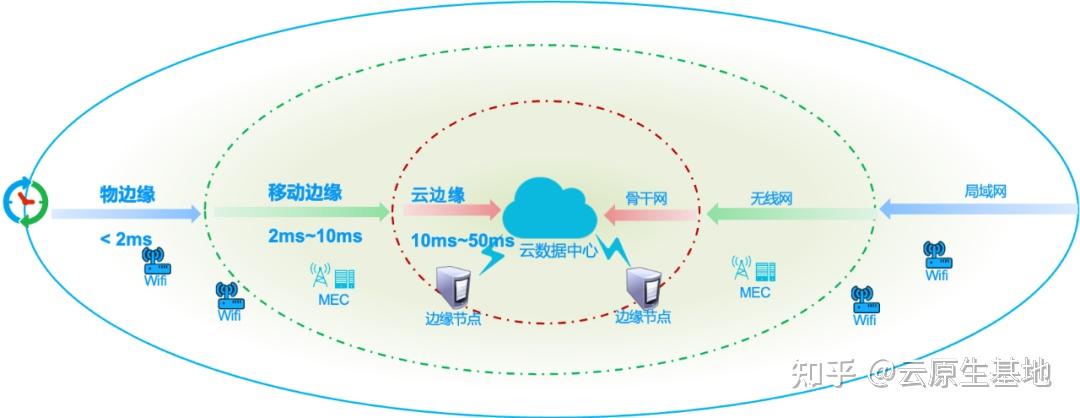 物边缘
移动边缘
云边缘
骨干网
无线网
局域网
< 2ms
2ms~10ms
10ms~50ms
云数据中心
Wifi
Wifi
MEC
边缘节点
边缘节点
MEC
Wifi
Wifi
知乎 @云原生基地